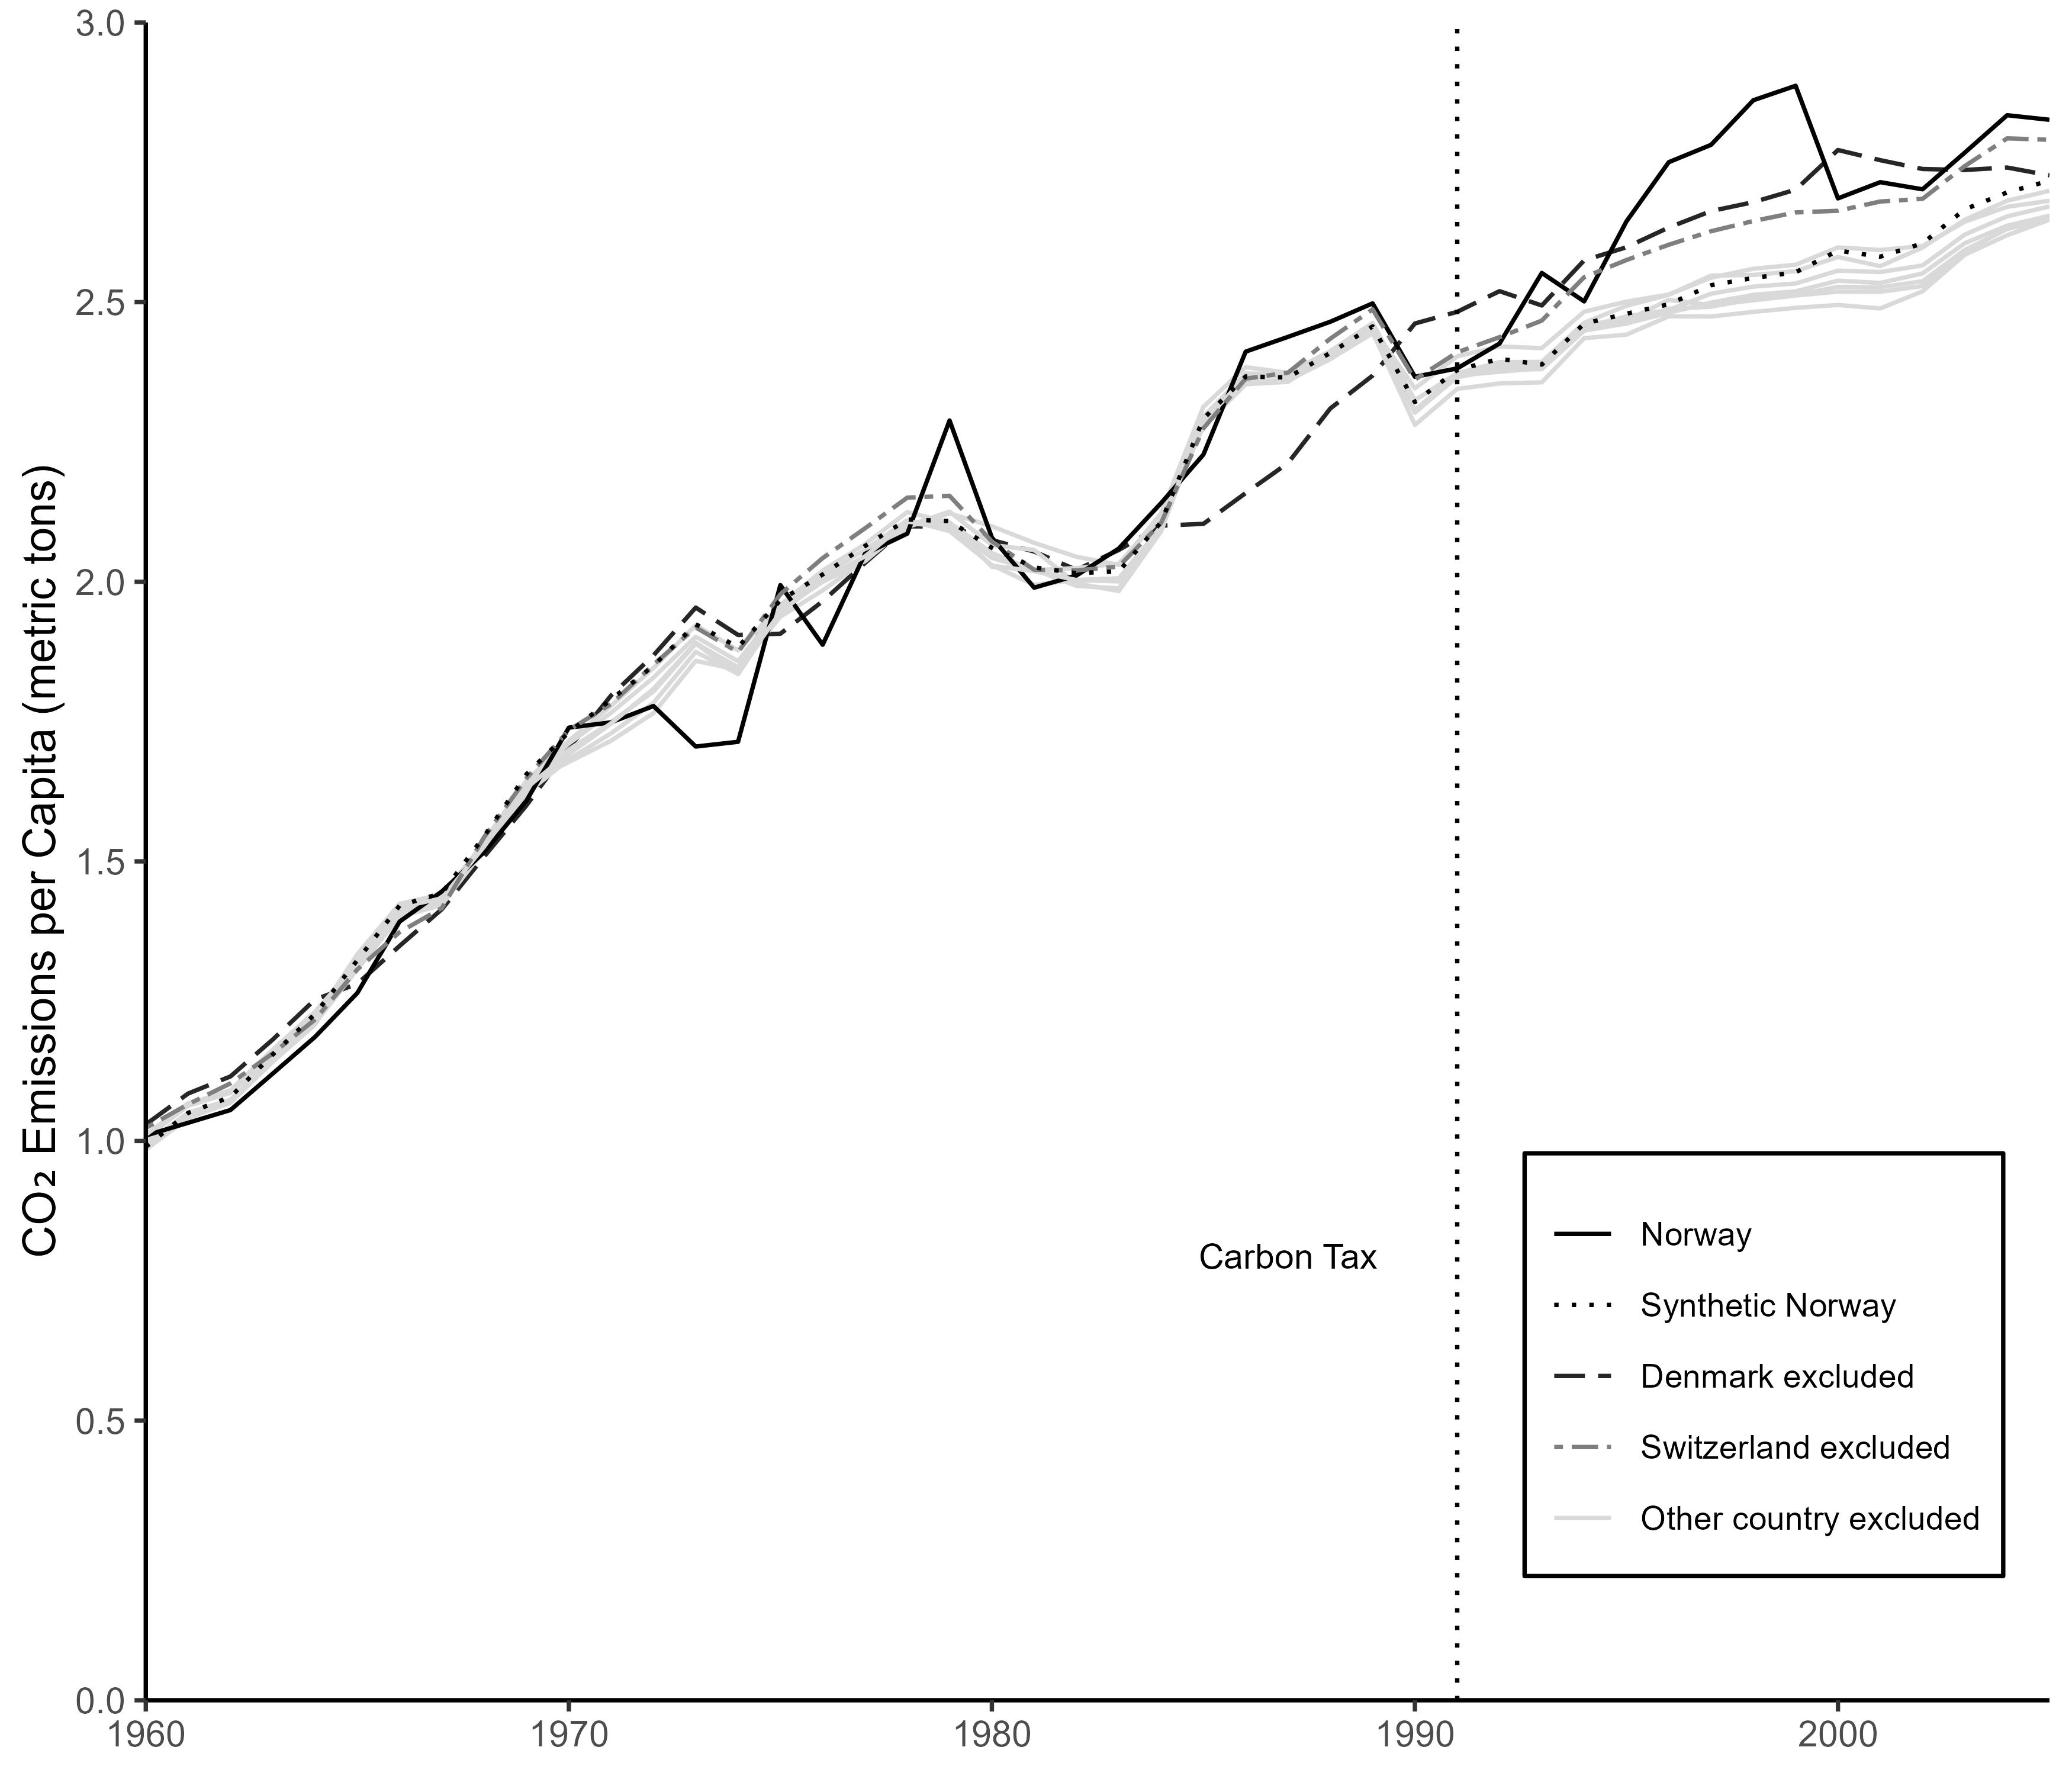 CO₂ Emissions per Capita (metric tons)
3.0
2.5
2.0
1.5
1.0
0.5
0.0
1960
1970
1980
1990
2000
Carbon Tax
Norway
Synthetic Norway
Denmark excluded
Switzerland excluded
Other country excluded